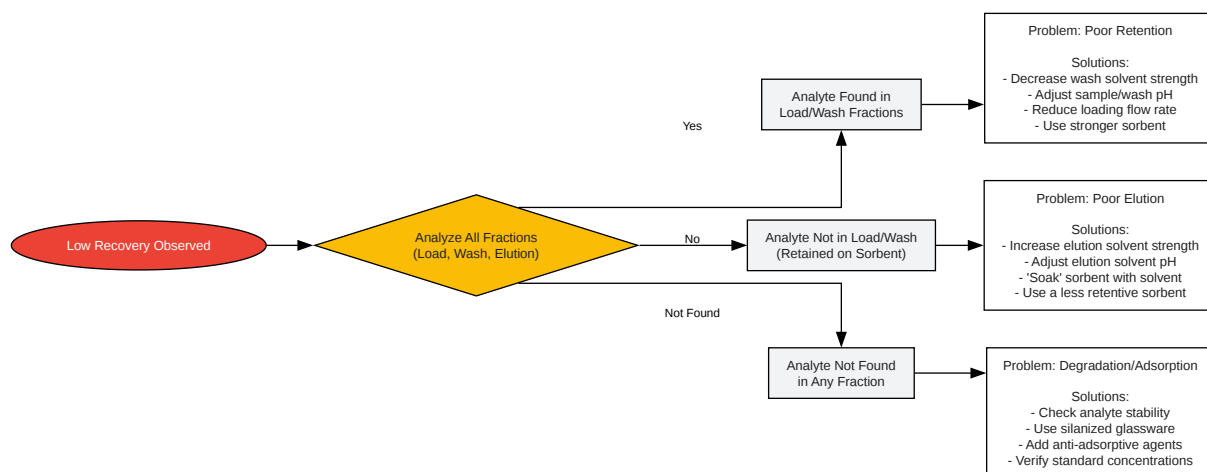 Low Recovery Observed
Analyze All Fractions
(Load, Wash, Elution)
Yes
Analyte Found in
Load/Wash Fractions
Problem: Poor Retention
Solutions:
- Decrease wash solvent strength
- Adjust sample/wash pH
- Reduce loading flow rate
- Use stronger sorbent
No
Analyte Not in Load/Wash
(Retained on Sorbent)
Problem: Poor Elution
Solutions:
- Increase elution solvent strength
- Adjust elution solvent pH
- 'Soak' sorbent with solvent
- Use a less retentive sorbent
Not Found
Analyte Not Found
in Any Fraction
Problem: Degradation/Adsorption
Solutions:
- Check analyte stability
- Use silanized glassware
- Add anti-adsorptive agents
- Verify standard concentrations